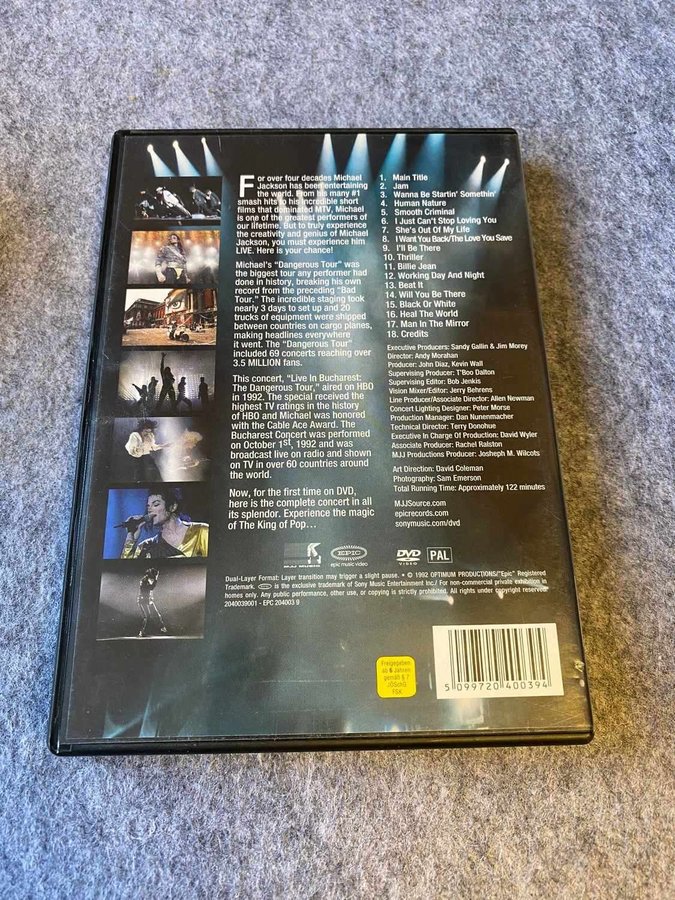 For over four decades Michael
Jackson has been entertaining
the world. From his many #1
smash hits to his incredible short
films that dominated MTV, Michael
is one of the greatest performers of
our lifetime. But to truly experience
the creativity and genius of Michael
Jackson, you must experience him
LIVE. Here is your chance!
Michael's "Dangerous Tour" was
the biggest tour any performer had
done in history, breaking his own
record from the preceding "Bad
Tour." The incredible staging took
nearly 3 days to set up and 20
trucks of equipment were shipped
between countries on cargo planes,
making headlines everywhere
it went. The "Dangerous Tour"
included 69 concerts reaching over
3.5 MILLION fans.
This concert, "Live In Bucharest:
The Dangerous Tour," aired on HBO
in 1992. The special received the
highest TV ratings in the history
of HBO and Michael was honored
with the Cable Ace Award. The
Bucharest Concert was performed
on October 1st, 1992 and was
broadcast live on radio and shown
on TV in over 60 countries around
the world.
Now, for the first time on DVD,
here is the complete concert in all
its splendor. Experience the magic
of The King of Pop...
1. Main Title
2. Jam
3. Wanna Be Startin' Somethin'
4. Human Nature
5. Smooth Criminal
6. I Just Can't Stop Loving You
7. She's Out Of My Life
8. I Want You Back/The Love You Save
9. I'll Be There
10. Thriller
11. Billie Jean
12. Working Day And Night
13. Beat It
14. Will You Be There
15. Black Or White
16. Heal The World
17. Man In The Mirror
18. Credits
Executive Producers: Sandy Gallin & Jim Morey
Director: Andy Morahan
Producer: John Diaz, Kevin Wall
Supervising Producer: T'Boo Dalton
Supervising Editor: Bob Jenkis
Vision Mixer/Editor: Jerry Behrens
Line Producer/Associate Director: Allen Newman
Concert Lighting Designer: Peter Morse
Production Manager: Dan Nunenmacher
Technical Director: Terry Donohue
Executive In Charge Of Production: David Wyler
Associate Producer: Rachel Ralston
MJJ Productions Producer: Josheph M. Wilcots
Art Direction: David Coleman
Photography: Sam Emerson
Total Running Time: Approximately 122 minutes
MJJSource.com
epicrecords.com
sonymusic.com/dvd
MJJ MUSIC
EPIC
epic music video
DVD
VIDEO
PAL
Dual-Layer Format: Layer transition may trigger a slight pause. • © 1992 OPTIMUM PRODUCTIONS/"Epic" Registered
Trademark. is the exclusive trademark of Sony Music Entertainment Inc./ For non-commercial private exhibition in
homes only. Any public performance, other use, or copying is strictly prohibited. All rights under copyright reserved.
2040039001 - EPC 204003 9
Freigegeben
ab 6 Jahren
gemäß § 7
JÖSchG
FSK
5 099720 400394